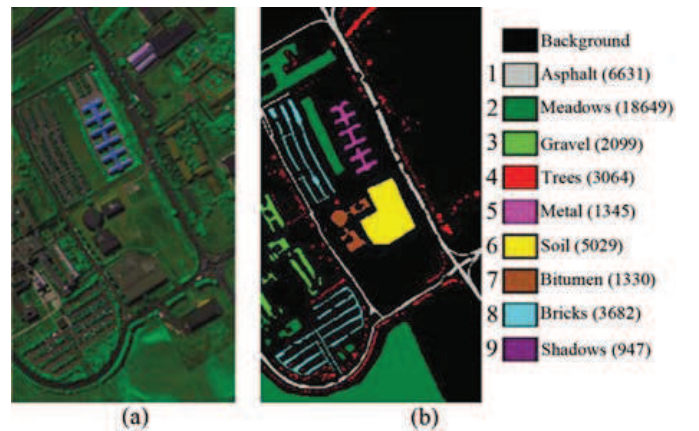 Background
1 Asphalt (6631)
2 Meadows (18649)
3 Gravel (2099)
4 Trees (3064)
5 Metal (1345)
6 Soil (5029)
7 Bitumen (1330)
8 Bricks (3682)
9 Shadows (947)
(a) (b)